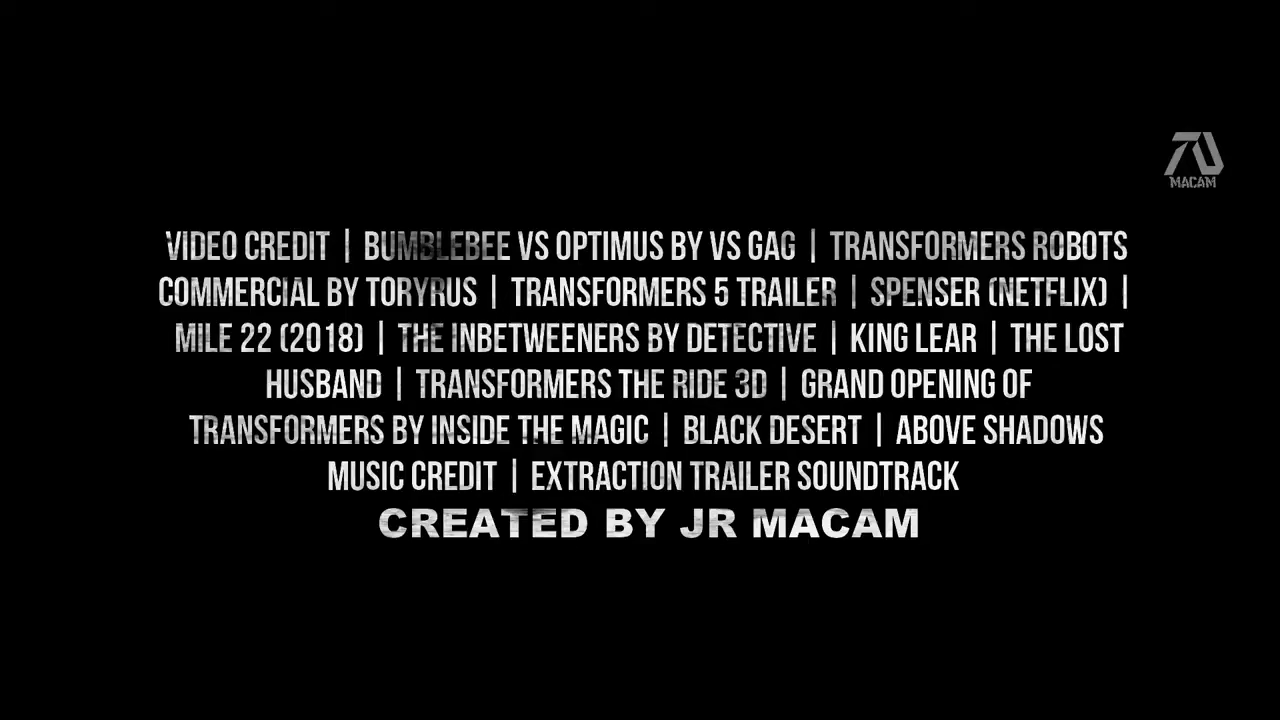 MACAM
VIDEO CREDIT | BUMBLEBEE VS OPTIMUS BY VS GAG | TRANSFORMERS ROBOTS
COMMERCIAL BY TORYRUS | TRANSFORMERS 5 TRAILER | SPENSER (NETFLIX) |
MILE 22 (2018) | THE INBETWEENERS BY DETECTIVE | KING LEAR | THE LOST
HUSBAND | TRANSFORMERS THE RIDE 3D | GRAND OPENING OF
TRANSFORMERS BY INSIDE THE MAGIC | BLACK DESERT | ABOVE SHADOWS
MUSIC CREDIT | EXTRACTION TRAILER SOUNDTRACK
CREATED BY JR MACAM